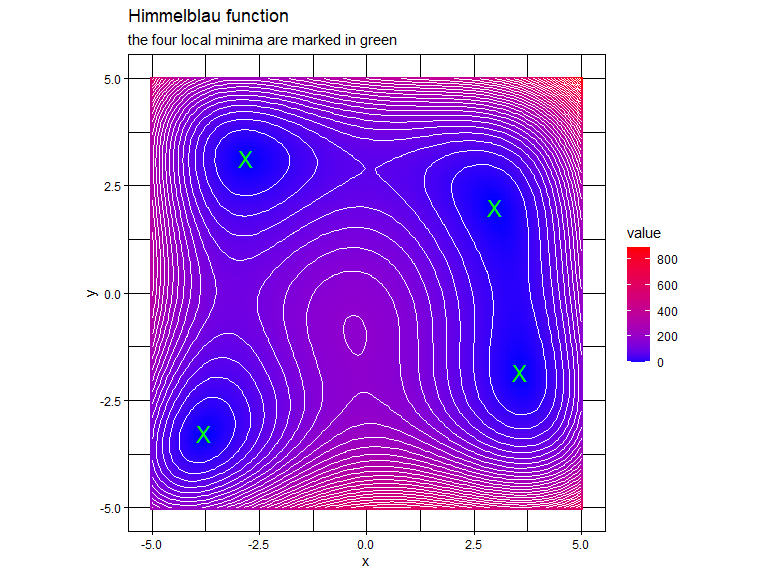 Himmelblau function
the four local minima are marked in green
5.0
2.5
0.0
-2.5
-5.0
y
X
X
X
X
-5.0
-2.5
0.0
2.5
5.0
x
value
800
600
400
200
0